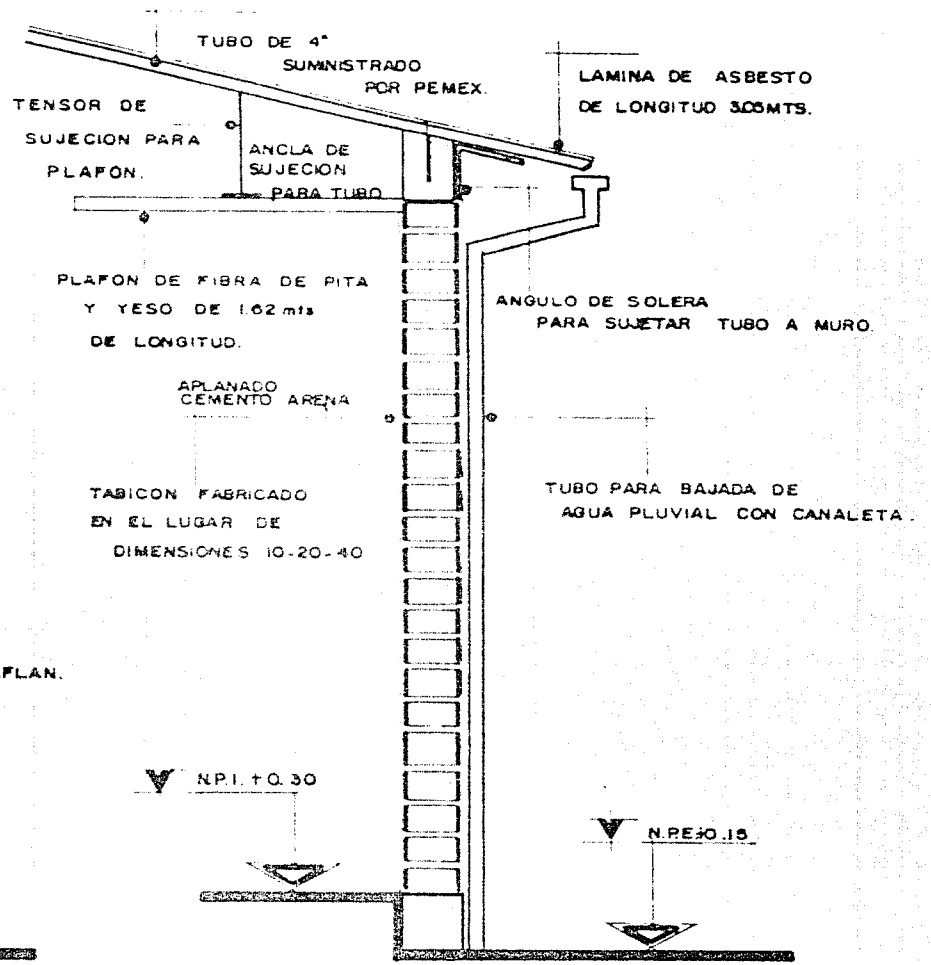 TUBO DE 4"
SUMINISTRADO
POR PEMEX.
LAMINA DE ASBESTO
DE LONGITUD 3.05MTS.
TENSOR DE
SUJECION PARA
PLAFON.
ANCLA DE
SUJECION
PARA TUBO
PLAFON DE FIBRA DE PITA
Y YESO DE 1.62 mts
DE LONGITUD.
ANGULO DE SOLERA
PARA SUJETAR TUBO A MURO.
APLANADO
CEMENTO ARENA
TABICON FABRICADO
EN EL LUGAR DE
DIMENSIONES 10-20-40
TUBO PARA BAJADA DE
AGUA PLUVIAL CON CANALETA.
FLAN.
N.P.I. +0.30
N.P.E.+0.15